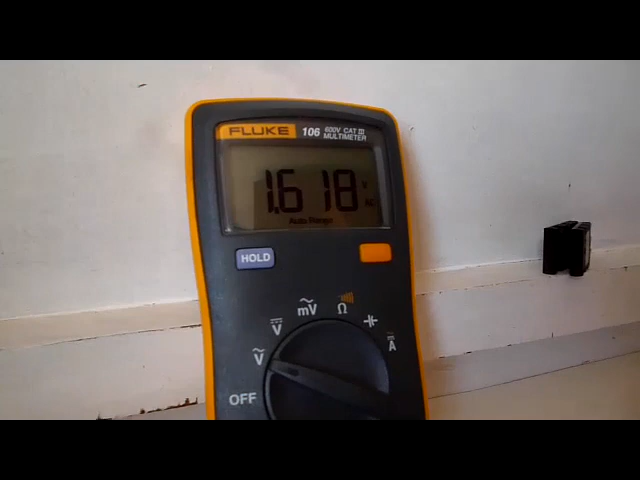 FLUKE 106 600V CAT III
MULTIMETER
1.618 V
AC
Auto Range
HOLD
mV Ω
V
V A
OFF